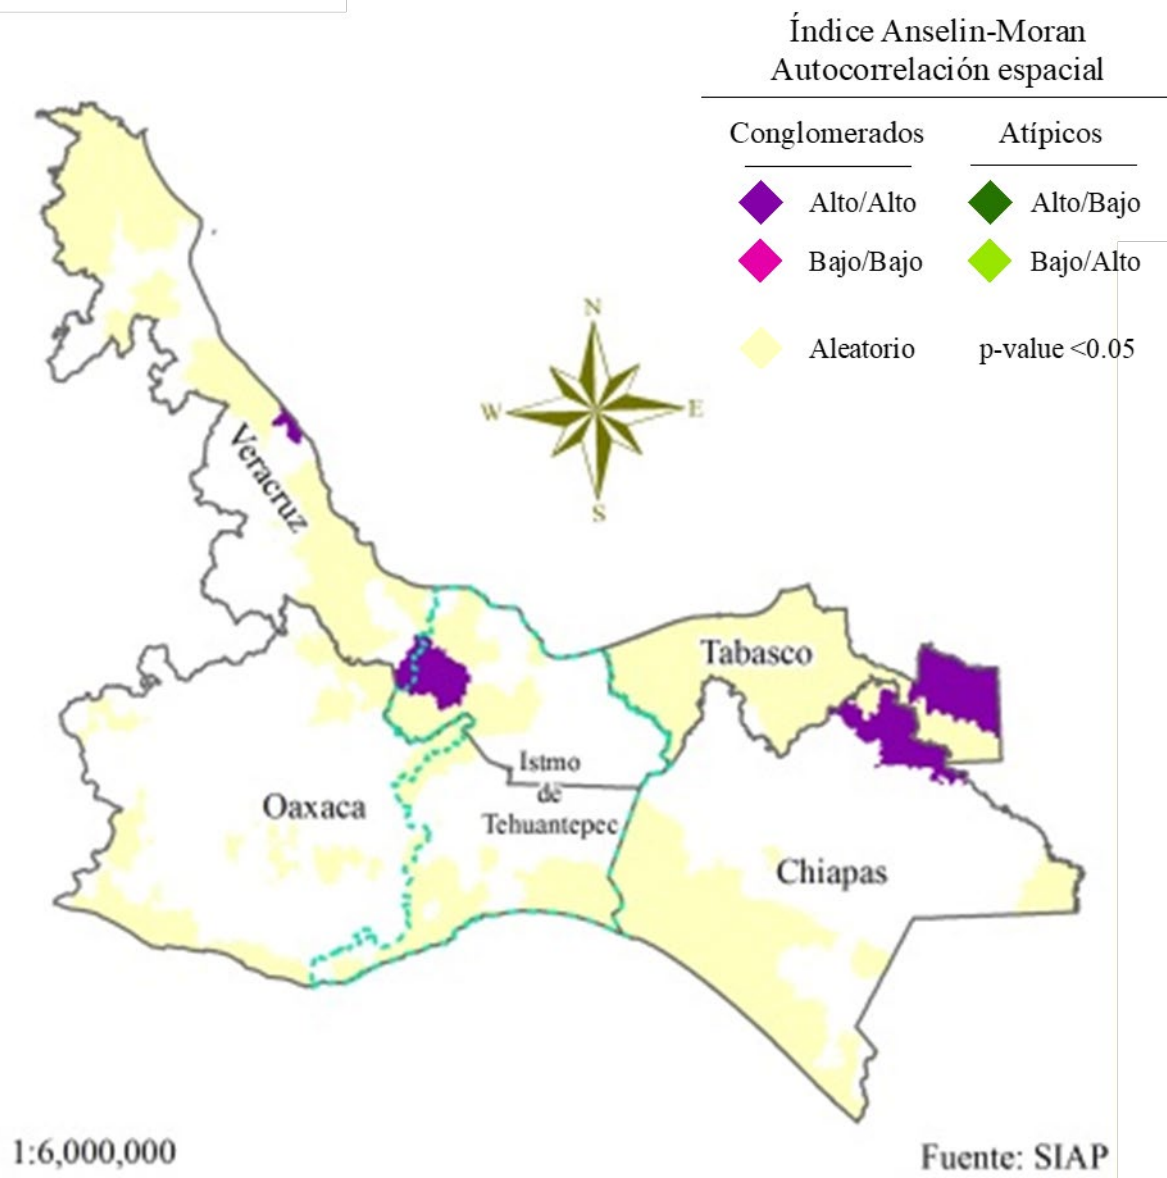 Índice Anselin-Moran
Autocorrelación espacial
Conglomerados
Atípicos
Alto/Alto
Alto/Bajo
Bajo/Bajo
Bajo/Alto
Aleatorio
p-value <0.05
N
W
E
S
Veracruz
Tabasco
Istmo
de
Tehuantepec
Oaxaca
Chiapas
1:6,000,000
Fuente: SIAP